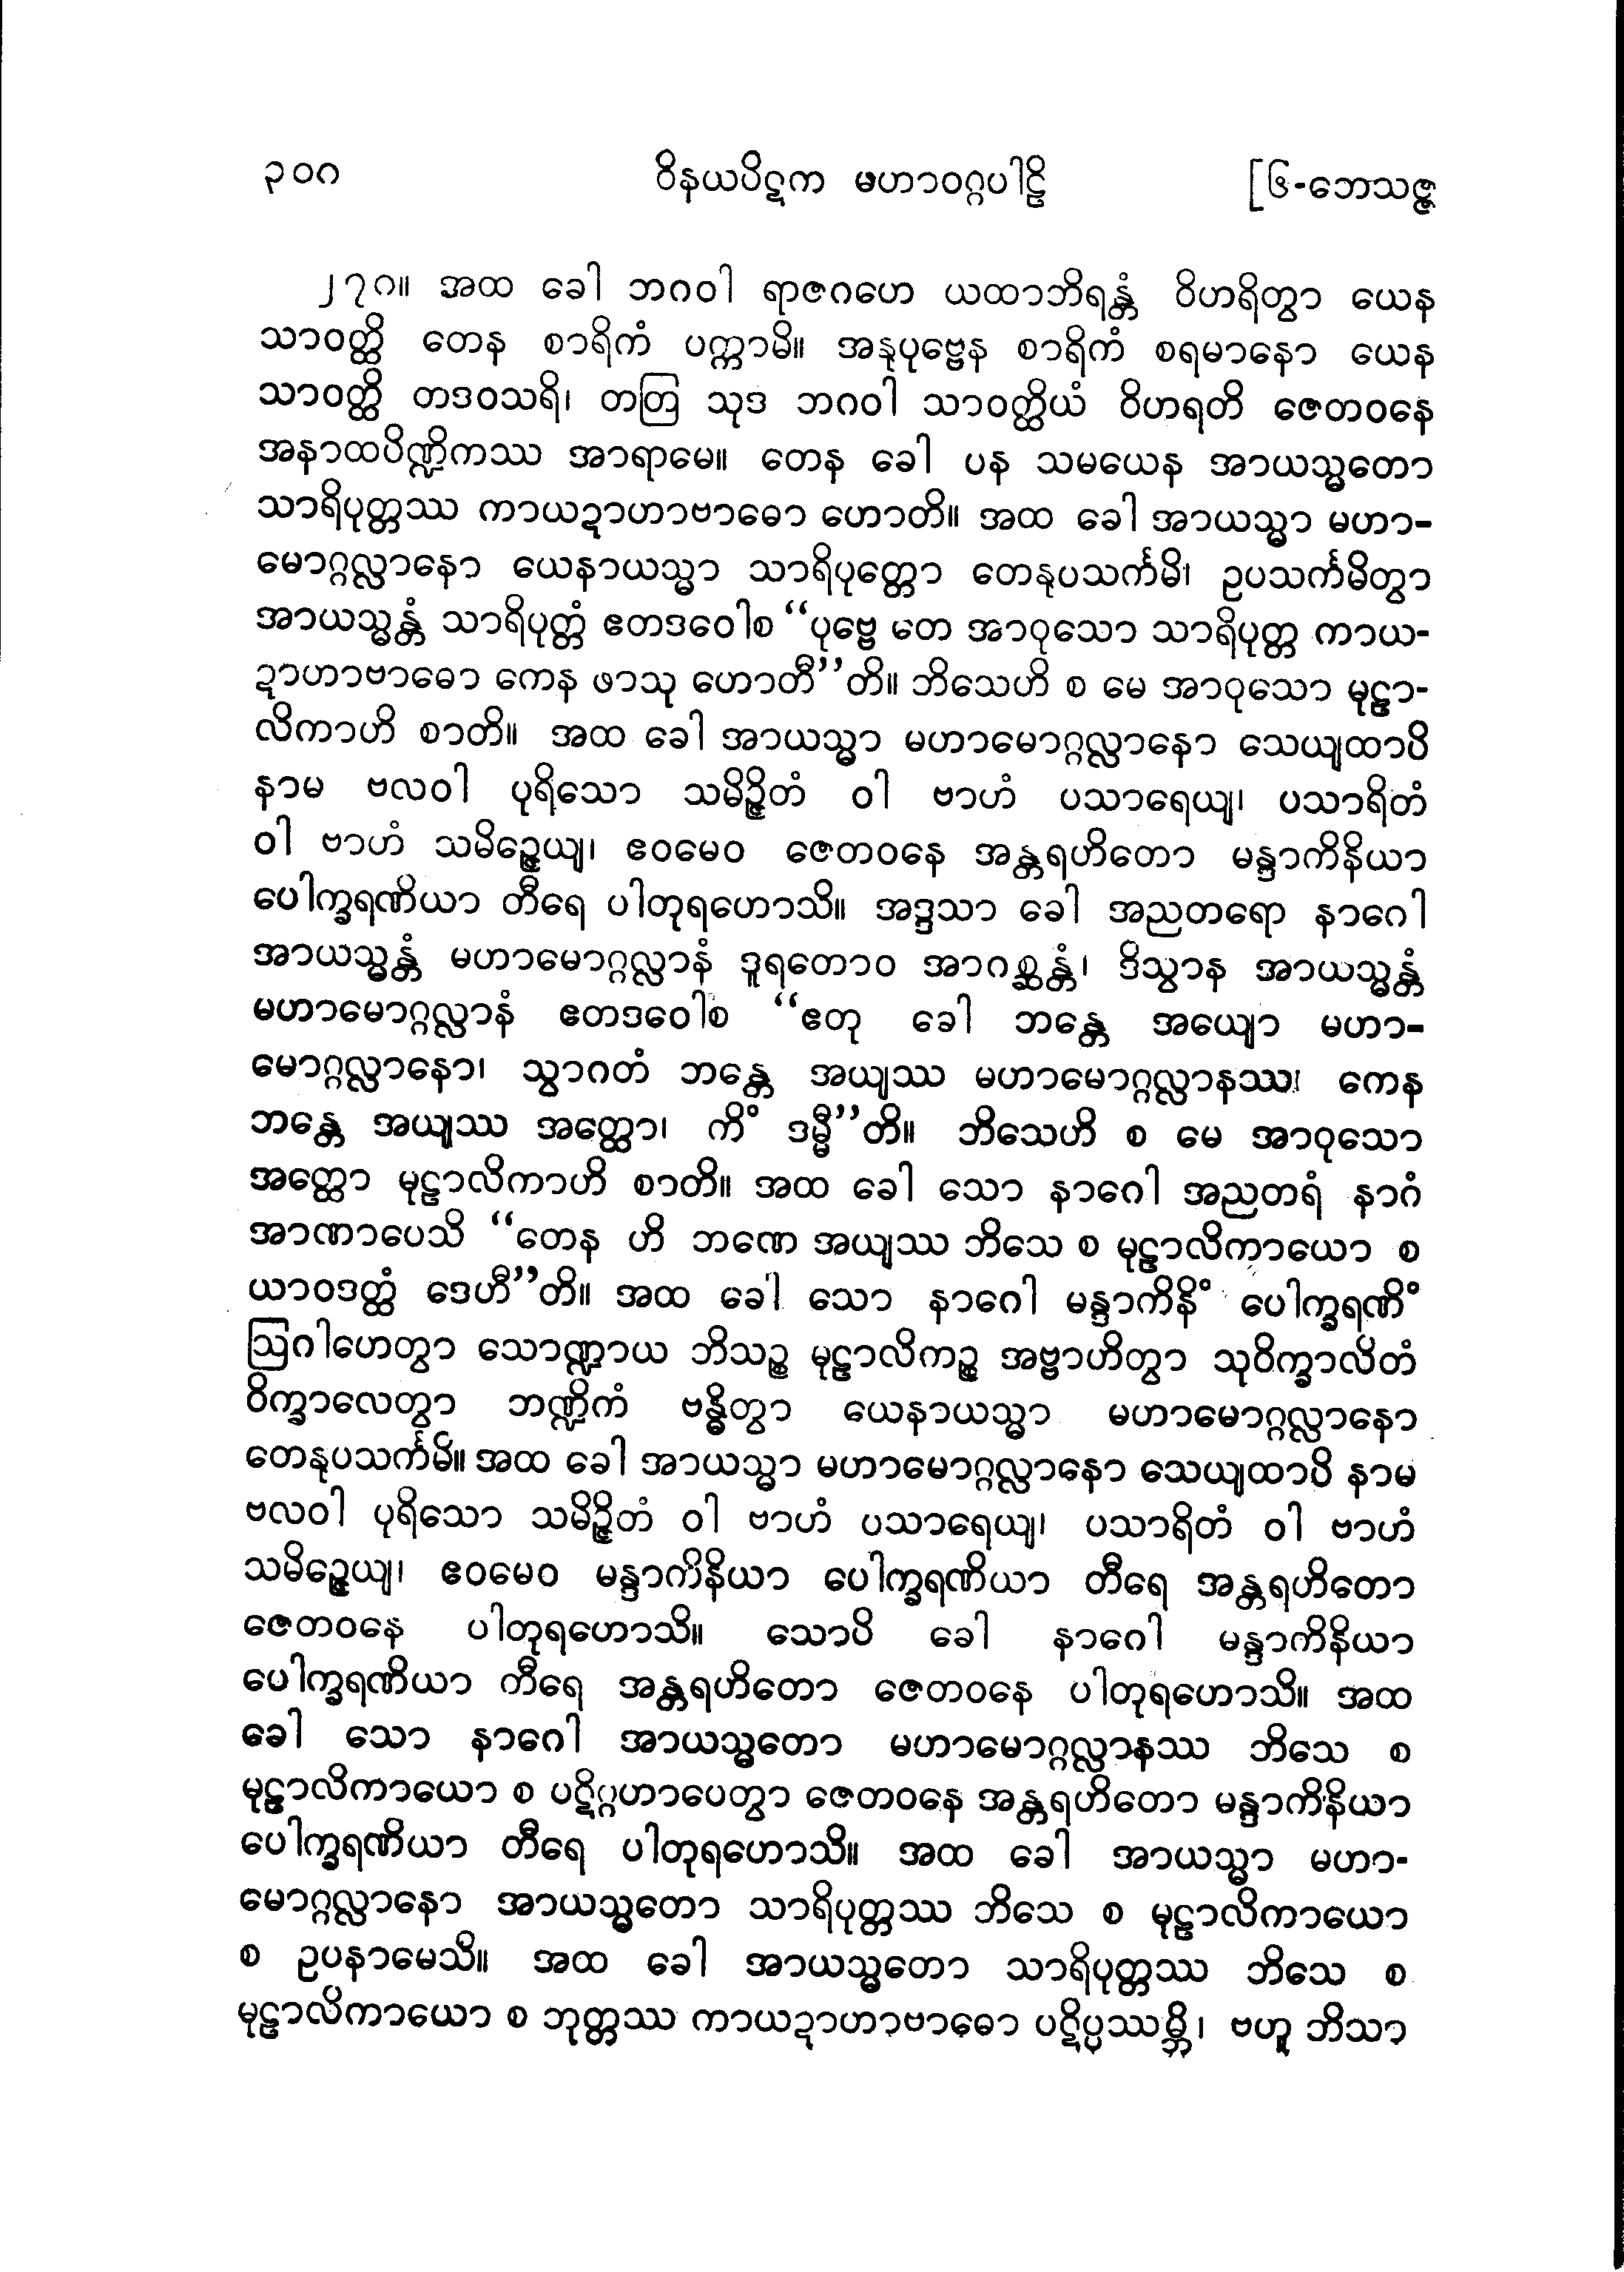 ၃၀၈ ဝိနယပိဋက မဟာဝဂ္ဂပါဠိ [၆-ဘေသဇ္ဇ
၂၇၈။ အထ ခေါ ဘဂဝါ ရာဇဂဟေ ယထာဘိရန္တံ ဝိဟရိတွာ ယေန
သာဝတ္ထိ တေန စာရိကံ ပက္ကာမိ။ အနုပုဗ္ဗေန စာရိကံ စရမာနော ယေန
သာဝတ္ထိ တဒဝသရိ၊ တတြ သုဒ ဘဂဝါ သာဝတ္ထိယံ ဝိဟရတိ ဇေတဝနေ
အနာထပိဏ္ဍိကဿ အာရာမေ။ တေန ခေါ ပန သမယေန အာယသ္မတော
သာရိပုတ္တဿ ကာယဍာဟာဗာဓော ဟောတိ။ အထ ခေါ အာယသ္မာ မဟာ-
မောဂ္ဂလ္လာနော ယေနာယသ္မာ သာရိပုတ္တော တေနုပသင်္ကမိ၊ ဥပသင်္ကမိတွာ
အာယသ္မန္တံ သာရိပုတ္တံ ဧတဒဝေါစ “ပုဗ္ဗေ တေ အာဝုသော သာရိပုတ္တ ကာယ-
ဍာဟာဗာဓော ကေန ဖာသု ဟောတီ”တိ။ ဘိသေဟိ စ မေ အာဝုသော မုဠာ-
လိကာဟိ စာတိ။ အထ ခေါ အာယသ္မာ မဟာမောဂ္ဂလ္လာနော သေယျထာပိ
နာမ ဗလဝါ ပုရိသော သမိဉ္ဇိတံ ဝါ ဗာဟံ ပသာရေယျ၊ ပသာရိတံ
ဝါ ဗာဟံ သမိဉ္ဇေယျ၊ ဧဝမေဝ ဇေတဝနေ အန္တရဟိတော မန္ဒာကိနိယာ
ပေါက္ခရဏိယာ တီရေ ပါတုရဟောသိ။ အဒ္ဒသာ ခေါ အညတရော နာဂေါ
အာယသ္မန္တံ မဟာမောဂ္ဂလ္လာနံ ဒူရတောဝ အာဂစ္ဆန္တံ၊ ဒိသွာန အာယသ္မန္တံ
မဟာမောဂ္ဂလ္လာနံ ဧတဒဝေါစ “ဧတု ခေါ ဘန္တေ အယျော မဟာ-
မောဂ္ဂလ္လာနော၊ သွာဂတံ ဘန္တေ အယျဿ မဟာမောဂ္ဂလ္လာနဿ၊ ကေန
ဘန္တေ အယျဿ အတ္ထော၊ ကိံ ဒမ္မီ”တိ။ ဘိသေဟိ စ မေ အာဝုသော
အတ္ထော မုဠာလိကာဟိ စာတိ။ အထ ခေါ သော နာဂေါ အညတရံ နာဂံ
အာဏာပေသိ “တေန ဟိ ဘဏေ အယျဿ ဘိသေ စ မုဠာလိကာယော စ
ယာဝဒတ္ထံ ဒေဟီ”တိ။ အထ ခေါ သော နာဂေါ မန္ဒာကိနိံ ပေါက္ခရဏိံ
ဩဂါဟေတွာ သောဏ္ဍာယ ဘိသဉ္စ မုဠာလိကဉ္စ အဗ္ဗာဟိတွာ သုဝိက္ခာလိတံ
ဝိက္ခာလေတွာ ဘဏ္ဍိကံ ဗန္ဓိတွာ ယေနာယသ္မာ မဟာမောဂ္ဂလ္လာနော
တေနုပသင်္ကမိ။ အထ ခေါ အာယသ္မာ မဟာမောဂ္ဂလ္လာနော သေယျထာပိ နာမ
ဗလဝါ ပုရိသော သမိဉ္ဇိတံ ဝါ ဗာဟံ ပသာရေယျ၊ ပသာရိတံ ဝါ ဗာဟံ
သမိဉ္ဇေယျ၊ ဧဝမေဝ မန္ဒာကိနိယာ ပေါက္ခရဏိယာ တီရေ အန္တရဟိတော
ဇေတဝနေ ပါတုရဟောသိ။ သောပိ ခေါ နာဂေါ မန္ဒာကိနိယာ
ပေါက္ခရဏိယာ တီရေ အန္တရဟိတော ဇေတဝနေ ပါတုရဟောသိ။ အထ
ခေါ သော နာဂေါ အာယသ္မတော မဟာမောဂ္ဂလ္လာနဿ ဘိသေ စ
မုဠာလိကာယော စ ပဋိဂ္ဂဟာပေတွာ ဇေတဝနေ အန္တရဟိတော မန္ဒာကိနိယာ
ပေါက္ခရဏိယာ တီရေ ပါတုရဟောသိ။ အထ ခေါ အာယသ္မာ မဟာ-
မောဂ္ဂလ္လာနော အာယသ္မတော သာရိပုတ္တဿ ဘိသေ စ မုဠာလိကာယော
စ ဥပနာမေသိ။ အထ ခေါ အာယသ္မတော သာရိပုတ္တဿ ဘိသေ စ
မုဠာလိကာယော စ ဘုတ္တဿ ကာယဍာဟာဗာဓော ပဋိပ္ပဿမ္ဘိ၊ ဗဟူ ဘိသာ